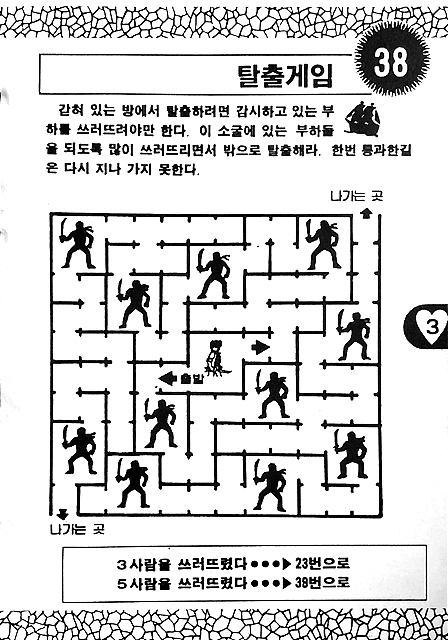 38
탈출게임
갇혀 있는 방에서 탈출하려면 감시하고 있는 부
하를 쓰러뜨려야만 한다. 이 소굴에 있는 부하들
을 되도록 많이 쓰러뜨리면서 밖으로 탈출해라. 한번 통과한길
은 다시 지나 가지 못한다.
나가는 곳
3
출발
나가는 곳
3사람을 쓰러뜨렸다●●●▶23번으로
5사람을 쓰러뜨렸다●●●▶39번으로